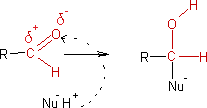 δ+ δ-
O
R C
H
Nu H+
H
O
R C H
Nu-